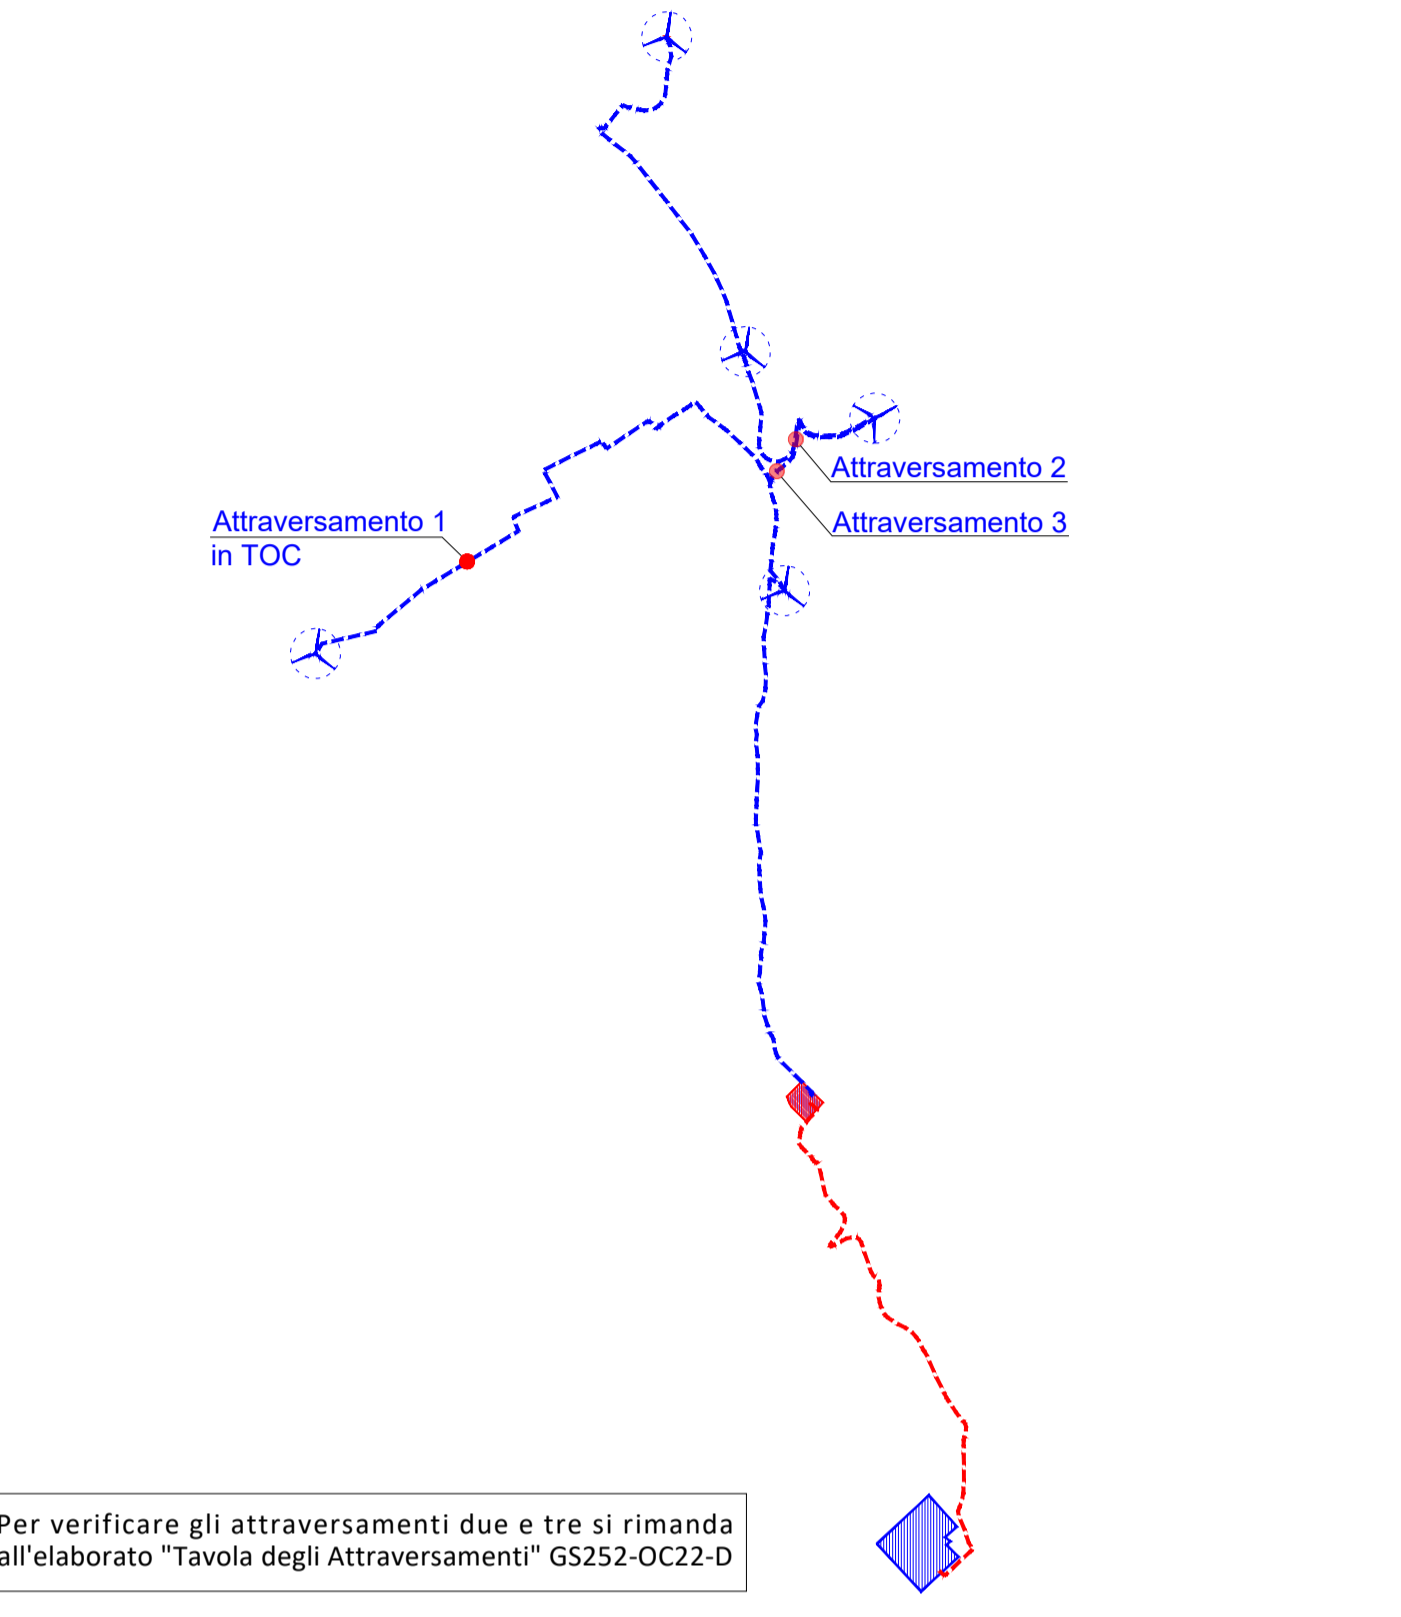 Attraversamento 2
Attraversamento 1
in TOC
Attraversamento 3
Per verificare gli attraversamenti due e tre si rimanda
all'elaborato "Tavola degli Attraversamenti" GS252-OC22-D